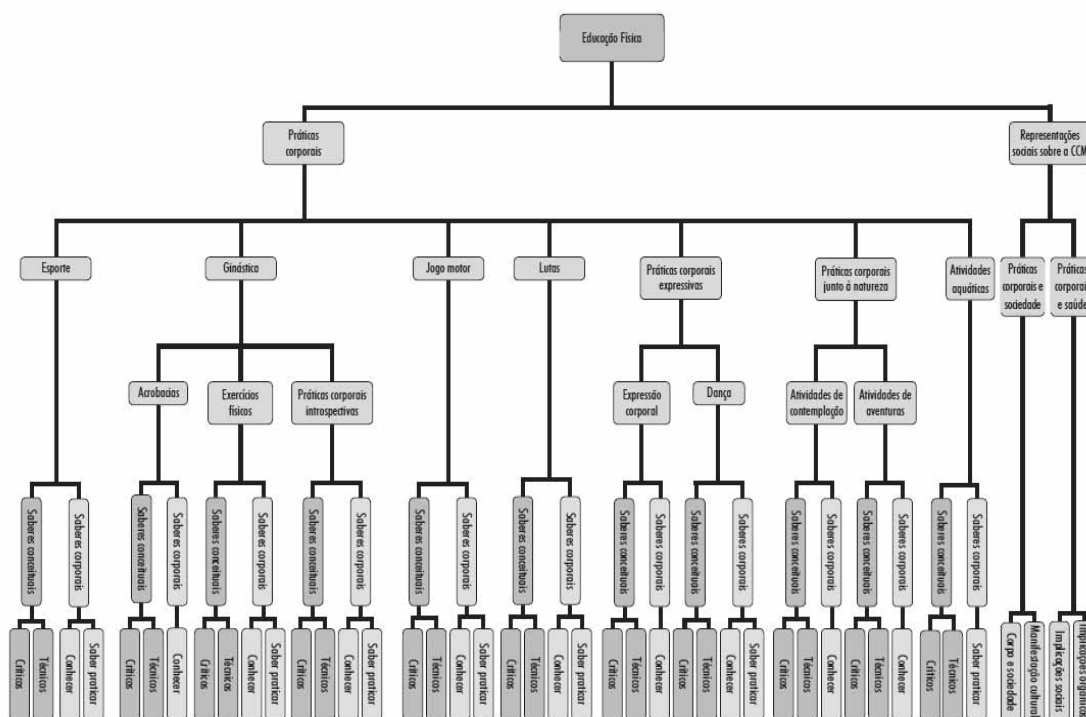 Educação Física
Práticas
corporais
Representações
sociais sobre a CCM
Esporte
Ginástica
Jogo motor
Lutas
Práticas corporais
expressivas
Práticas corporais
junto à natureza
Atividades
aquáticas
Práticas
corporais e
sociedade
Práticas
corporais
e saúde
Acrobacias
Exercícios
físicos
Práticas corporais
introspectivas
Expressão
corporal
Dança
Atividades de
contemplação
Atividades de
aventuras
Saberes conceituais
Saberes corporais
Saberes conceituais
Saberes corporais
Saberes conceituais
Saberes corporais
Saberes conceituais
Saberes corporais
Saberes conceituais
Saberes corporais
Saberes conceituais
Saberes corporais
Saberes conceituais
Saberes corporais
Saberes conceituais
Saberes corporais
Saberes conceituais
Saberes corporais
Saberes conceituais
Saberes corporais
Saberes conceituais
Saberes corporais
Críticos
Técnicos
Conhecer
Saber praticar
Críticos
Técnicos
Conhecer
Críticos
Técnicos
Conhecer
Saber praticar
Críticos
Técnicos
Conhecer
Saber praticar
Críticos
Técnicos
Conhecer
Saber praticar
Críticos
Técnicos
Conhecer
Saber praticar
Críticos
Técnicos
Conhecer
Críticos
Técnicos
Conhecer
Saber praticar
Críticos
Técnicos
Conhecer
Críticos
Técnicos
Conhecer
Críticos
Técnicos
Saber praticar
Corpo e sociedade
Manifestação cultural
Implicações sociais
Implicações